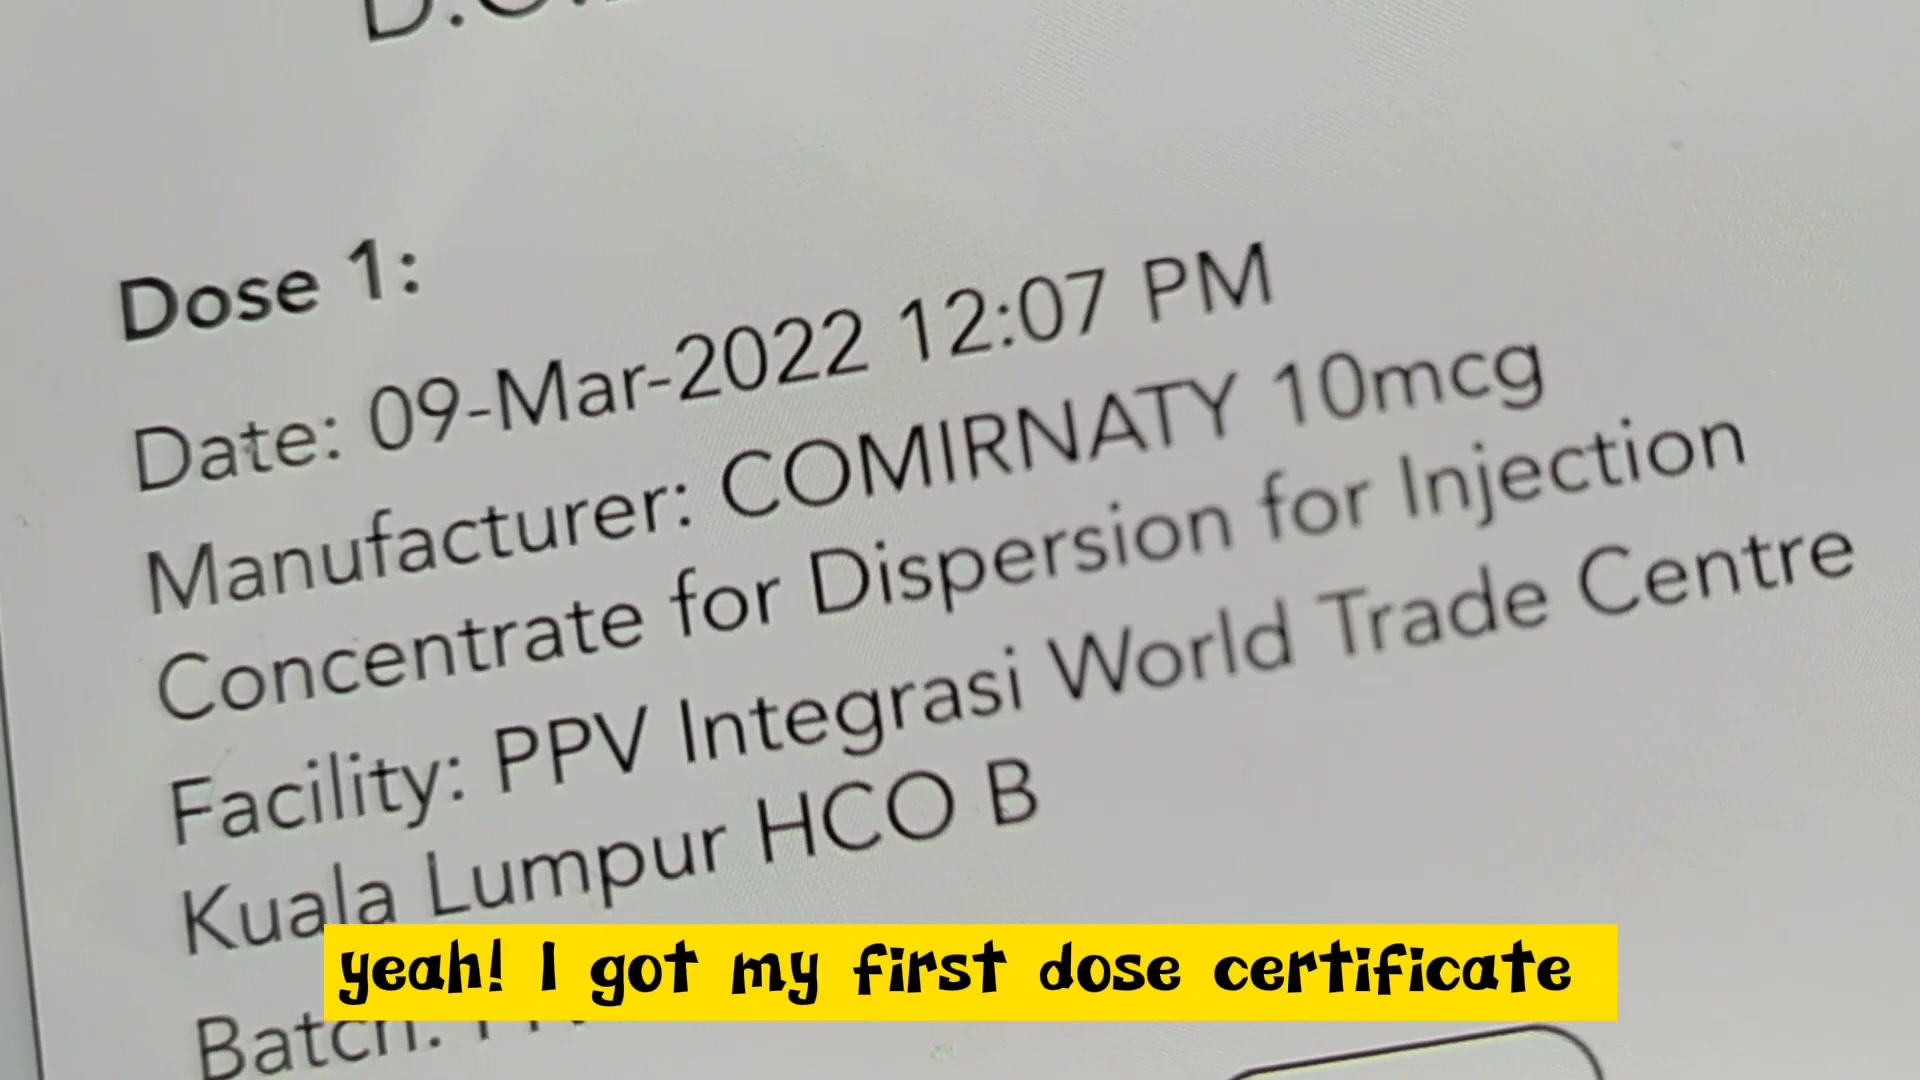 Dose 1:
Date: 09-Mar-2022 12:07 PM
Manufacturer: COMIRNATY 10mcg
Concentrate for Dispersion for Injection
Facility: PPV Integrasi World Trade Centre
Kuala Lumpur HCO B
yeah! I got my first dose certificate
Batch: